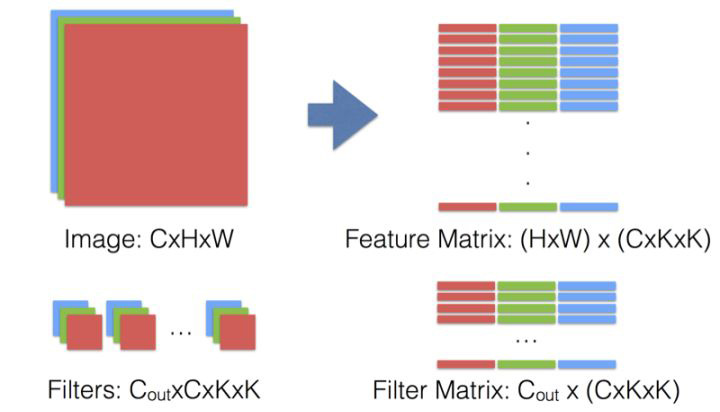 Image: CxHxW
Feature Matrix: (HxW) x (CxKxK)
...
Filters: CoutxCxKxK
...
Filter Matrix: Cout x (CxKxK)